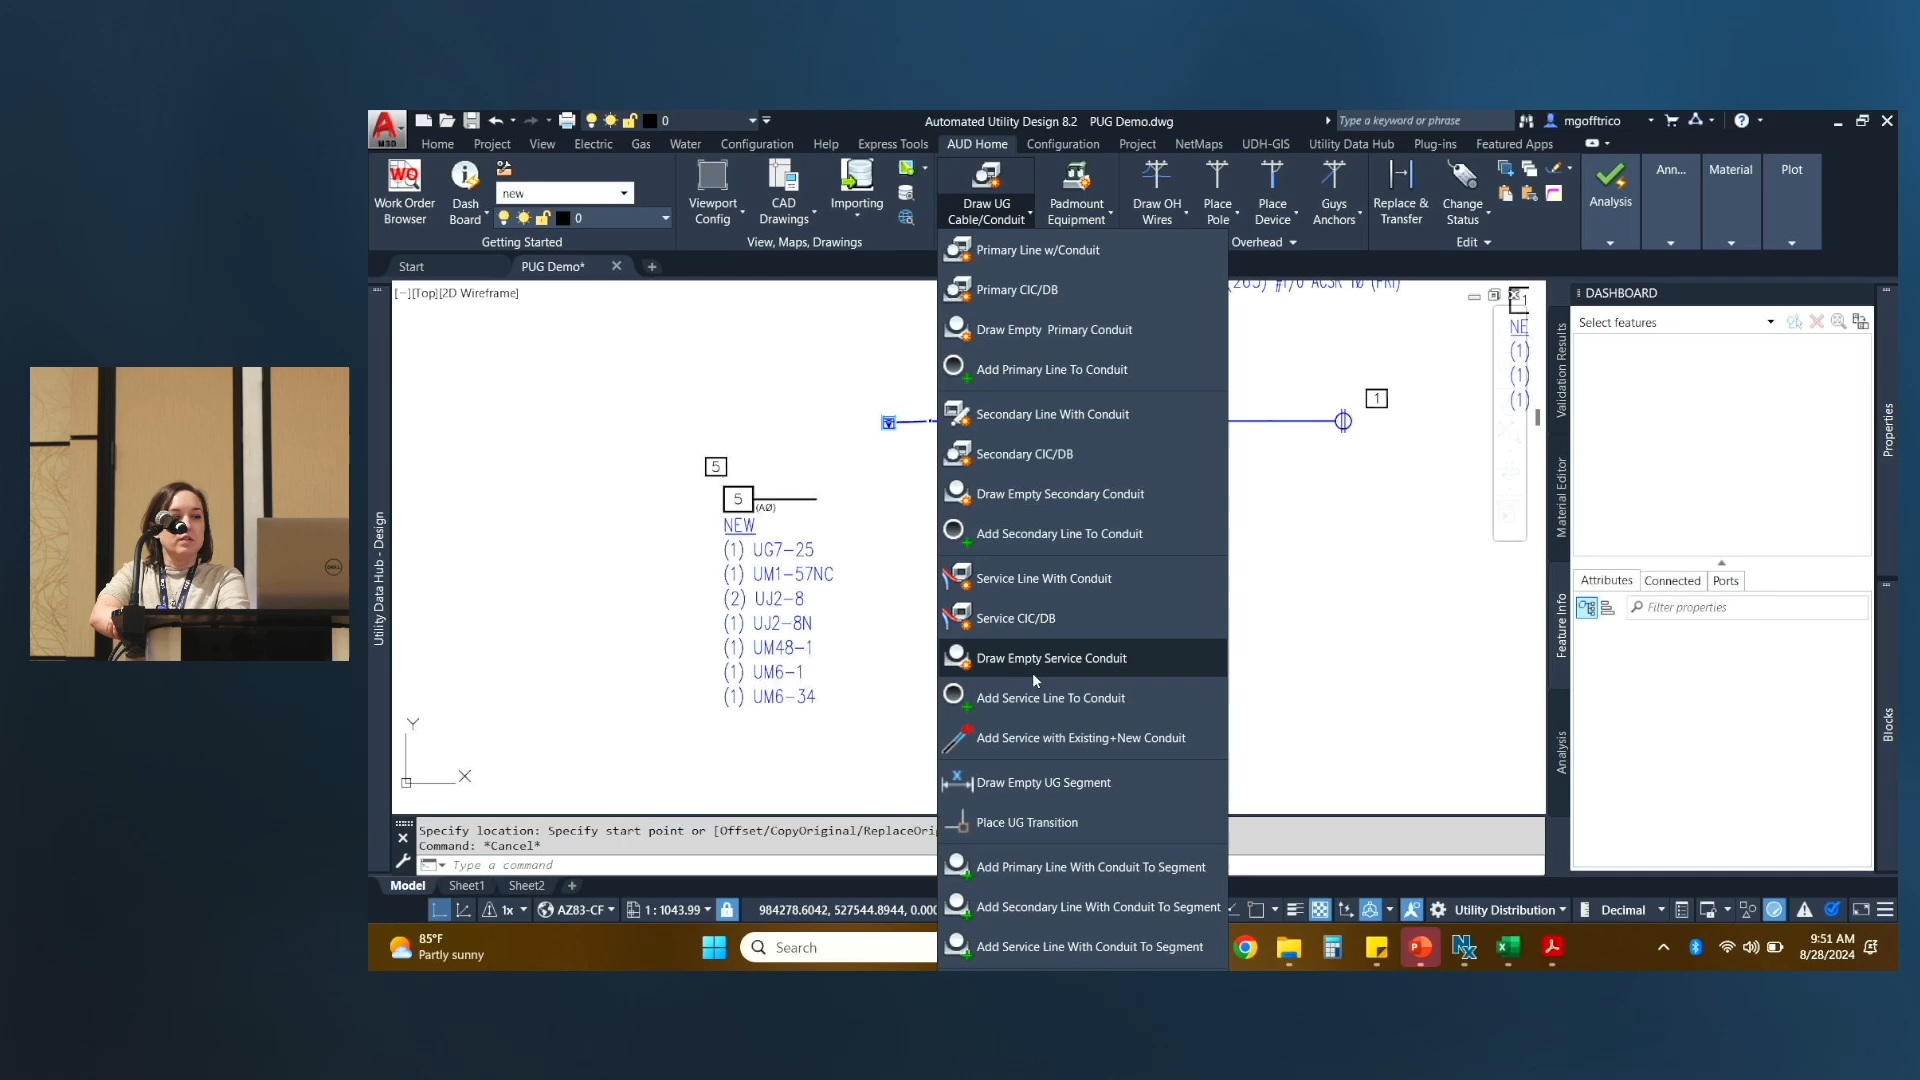 M3D
0
Automated Utility Design 8.2 PUG Demo.dwg
Type a keyword or phrase
mgofftrico
Home Project View Electric Gas Water Configuration Help Express Tools AUD Home Configuration Project NetMaps UDH-GIS Utility Data Hub Plug-ins Featured Apps
Work Order
Browser
WO
Dash
Board
new
0
Getting Started
Viewport
Config
CAD
Drawings
Importing
View, Maps, Drawings
Draw UG
Cable/Conduit
Padmount
Equipment
Draw OH
Wires
Place
Pole
Place
Device
Guys
Anchors
Overhead
Replace &
Transfer
Change
Status
Edit
Analysis
Ann...
Material
Plot
Start
PUG Demo*
[−][Top][2D Wireframe]
Primary Line w/Conduit
Primary CIC/DB
Draw Empty Primary Conduit
Add Primary Line To Conduit
Secondary Line With Conduit
Secondary CIC/DB
Draw Empty Secondary Conduit
Add Secondary Line To Conduit
Service Line With Conduit
Service CIC/DB
Draw Empty Service Conduit
Add Service Line To Conduit
Add Service with Existing+New Conduit
Draw Empty UG Segment
Place UG Transition
Add Primary Line With Conduit To Segment
Add Secondary Line With Conduit To Segment
Add Service Line With Conduit To Segment
5
5
(AØ)
NEW
(1) UG7-25
(1) UM1-57NC
(2) UJ2-8
(1) UJ2-8N
(1) UM48-1
(1) UM6-1
(1) UM6-34
1
1
NE
(1)
(1)
(1)
Y
X
Utility Data Hub - Design
Validation Results
Material Editor
Feature Info
Analysis
Properties
Blocks
DASHBOARD
Select features
Attributes Connected Ports
Filter properties
Specify location: Specify start point or [Offset/CopyOriginal/ReplaceOri
Command: *Cancel*
Type a command
Model Sheet1 Sheet2
1x
AZ83-CF
1 : 1043.99
984278.6042, 527544.8944, 0.000
Utility Distribution
Decimal
85°F
Partly sunny
Search
9:51 AM
8/28/2024
DELL